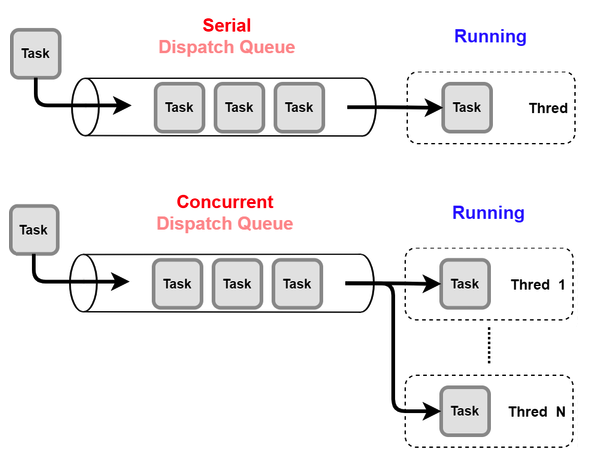 Serial
Dispatch Queue
Running
Task
Task Task Task
Task
Thred
Concurrent
Dispatch Queue
Running
Task
Task Task Task
Task
Thred 1
Task
Thred N